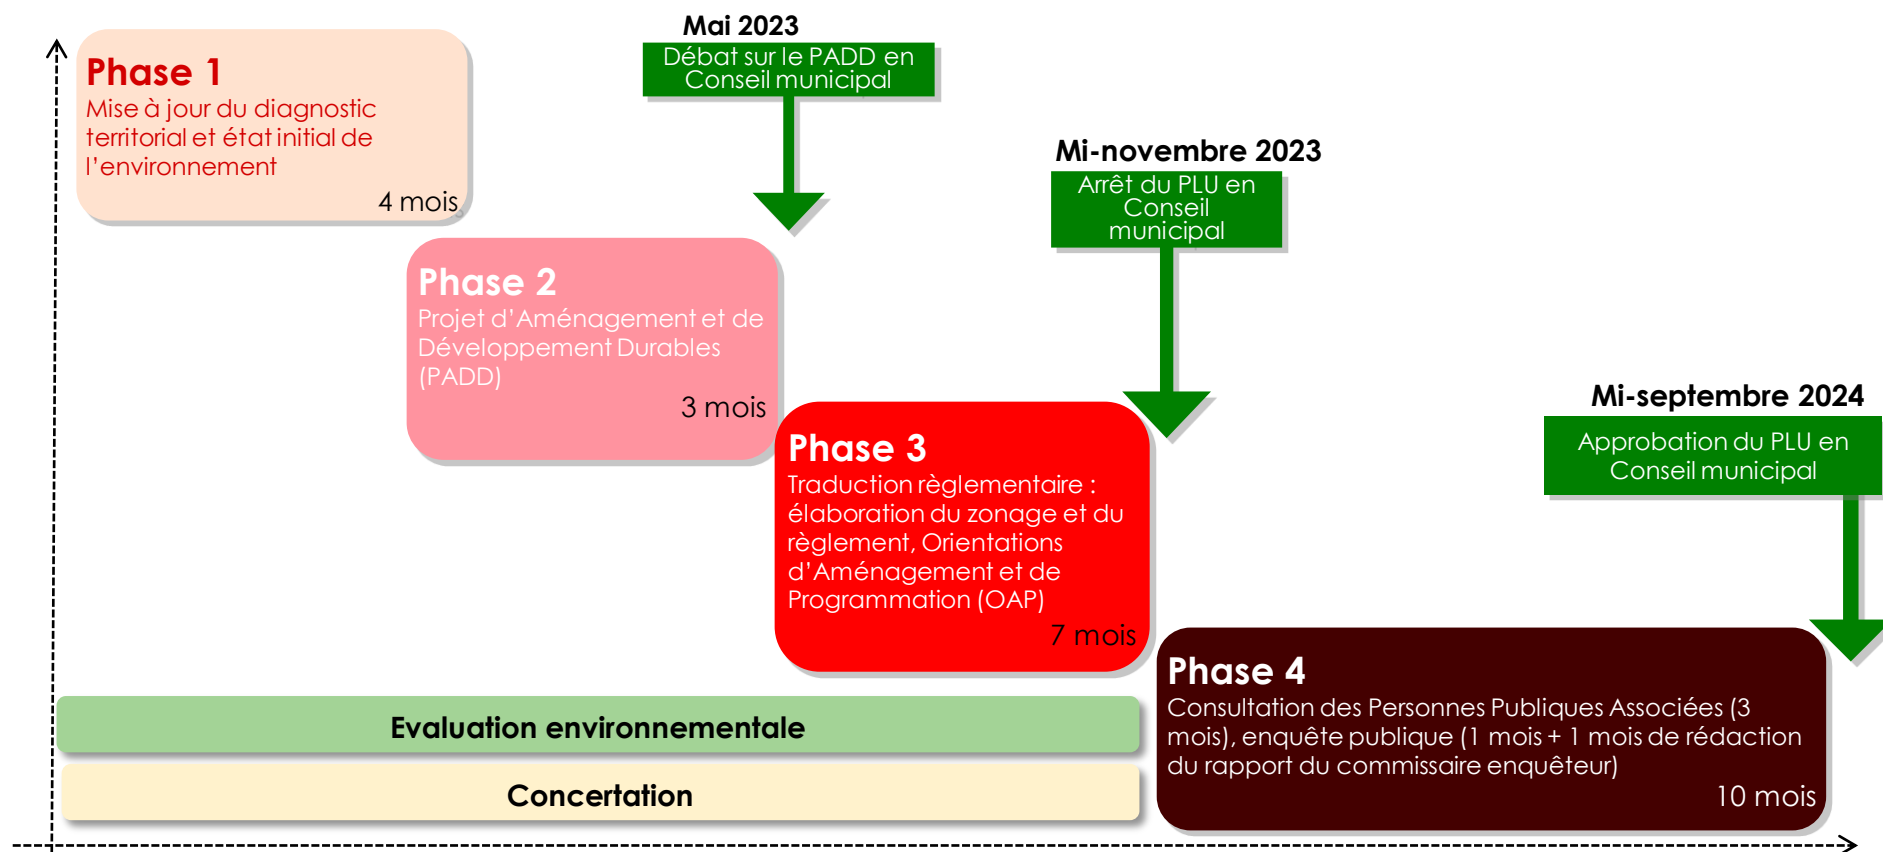 Phase 1
Mise à jour du diagnostic
territorial et état initial de
l’environnement
4 mois
Mai 2023
Débat sur le PADD en
Conseil municipal
Phase 2
Projet d’Aménagement et de
Développement Durables
(PADD)
3 mois
Mi-novembre 2023
Arrêt du PLU en
Conseil
municipal
Phase 3
Traduction règlementaire :
élaboration du zonage et du
règlement, Orientations
d’Aménagement et de
Programmation (OAP)
7 mois
Mi-septembre 2024
Approbation du PLU en
Conseil municipal
Phase 4
Consultation des Personnes Publiques Associées (3
mois), enquête publique (1 mois + 1 mois de rédaction
du rapport du commissaire enquêteur)
10 mois
Evaluation environnementale
Concertation